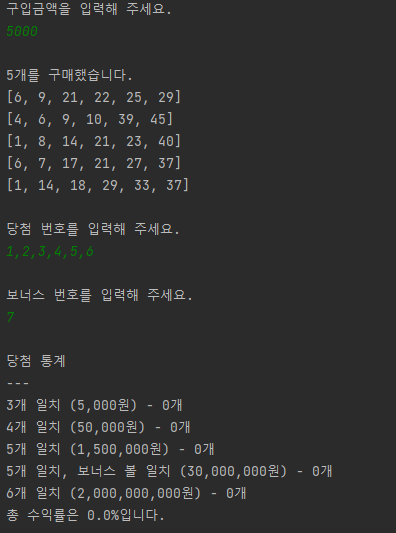 구입금액을 입력해 주세요.
5000
5개를 구매했습니다.
[6, 9, 21, 22, 25, 29]
[4, 6, 9, 10, 39, 45]
[1, 8, 14, 21, 23, 40]
[6, 7, 17, 21, 27, 37]
[1, 14, 18, 29, 33, 37]
당첨 번호를 입력해 주세요.
1,2,3,4,5,6
보너스 번호를 입력해 주세요.
7
당첨 통계
---
3개 일치 (5,000원) - 0개
4개 일치 (50,000원) - 0개
5개 일치 (1,500,000원) - 0개
5개 일치, 보너스 볼 일치 (30,000,000원) - 0개
6개 일치 (2,000,000,000원) - 0개
총 수익률은 0.0%입니다.